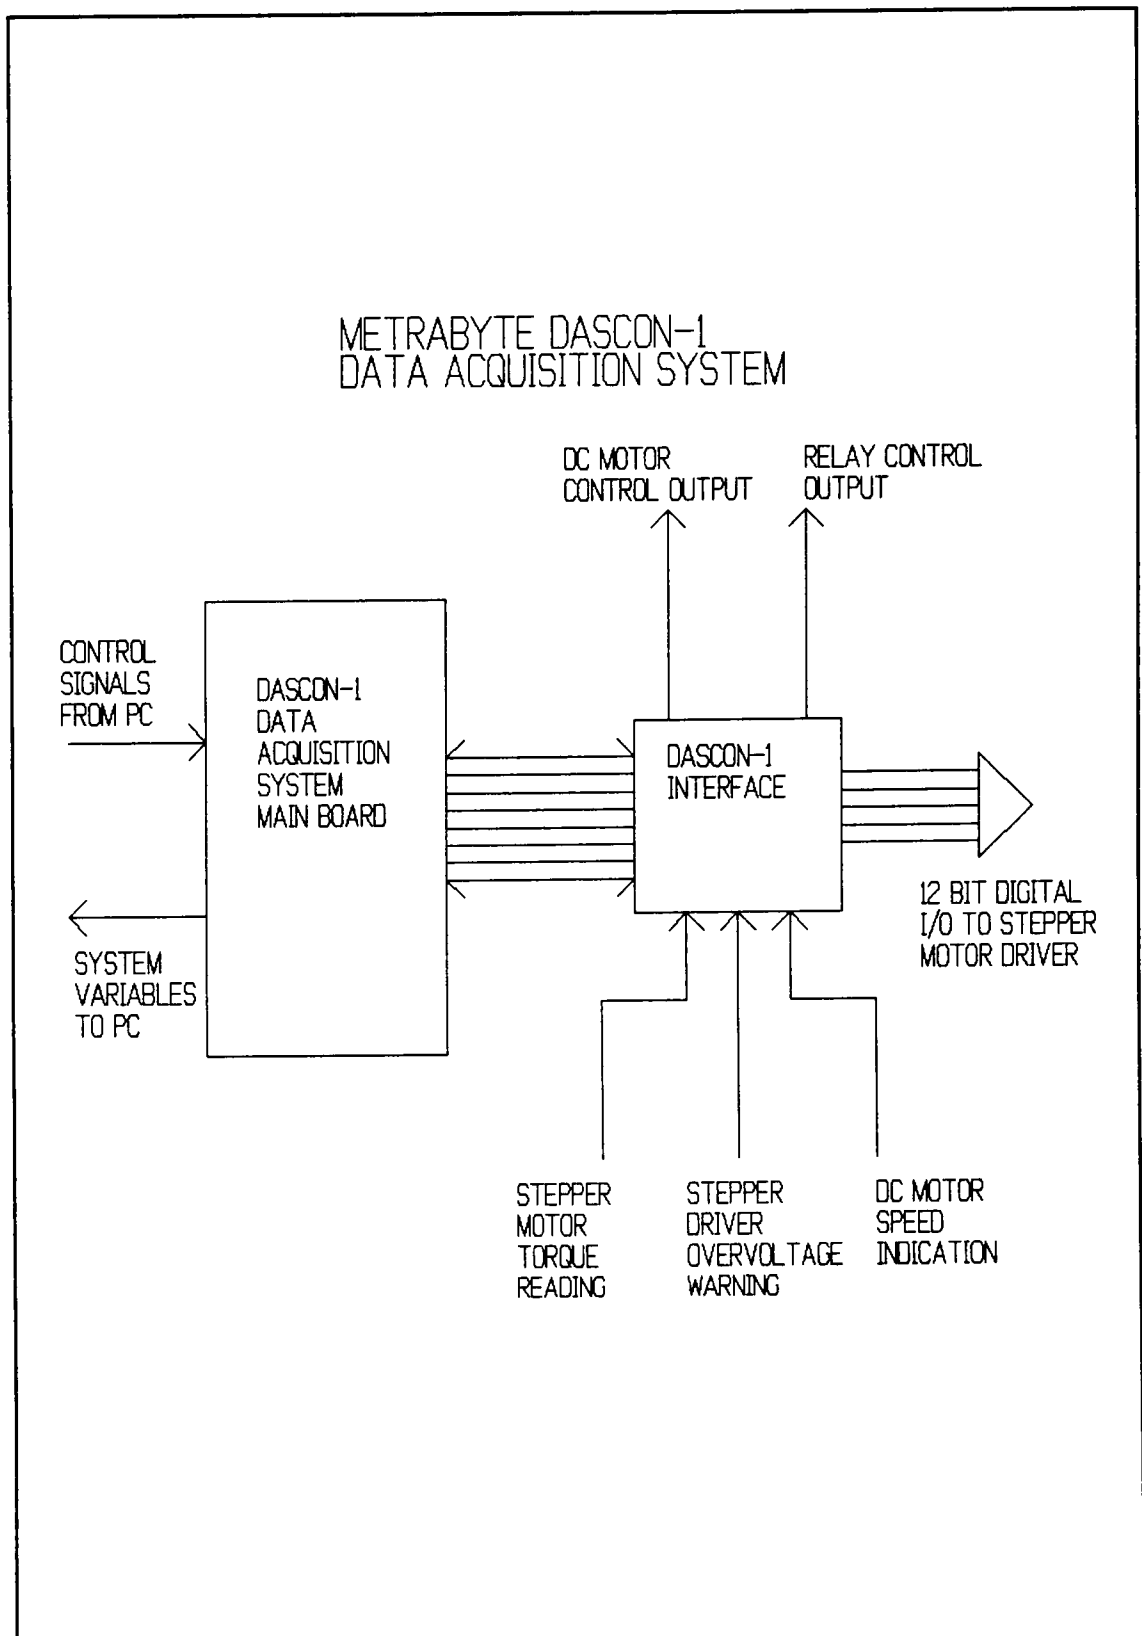 METRABYTE DASCON-1
DATA ACQUISITION SYSTEM
DC MOTOR
CONTROL OUTPUT
RELAY CONTROL
OUTPUT
CONTROL
SIGNALS
FROM PC
DASCON-1
DATA
ACQUISITION
SYSTEM
MAIN BOARD
DASCON-1
INTERFACE
12 BIT DIGITAL
I/O TO STEPPER
MOTOR DRIVER
SYSTEM
VARIABLES
TO PC
STEPPER
MOTOR
TORQUE
READING
STEPPER
DRIVER
OVERVOLTAGE
WARNING
DC MOTOR
SPEED
INDICATION